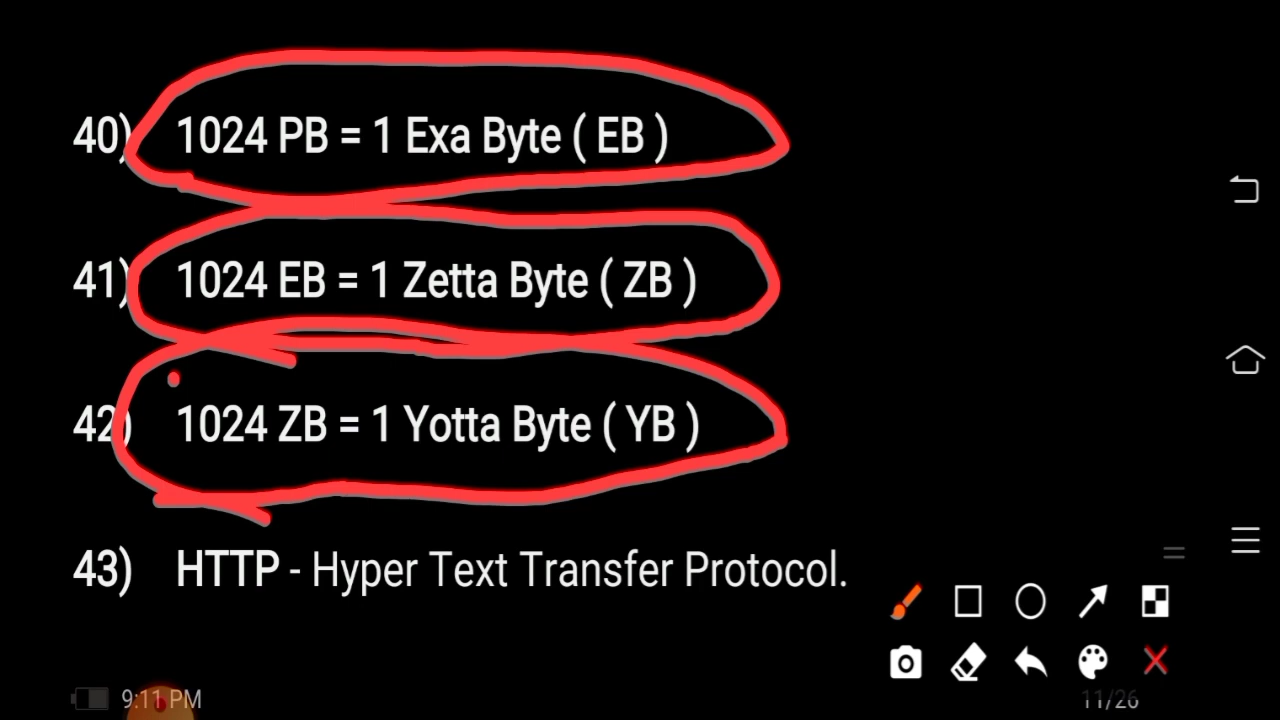 40) 1024 PB = 1 Exa Byte ( EB )
41) 1024 EB = 1 Zetta Byte ( ZB )
42) 1024 ZB = 1 Yotta Byte ( YB )
43) HTTP - Hyper Text Transfer Protocol.
9:11 PM 11/26